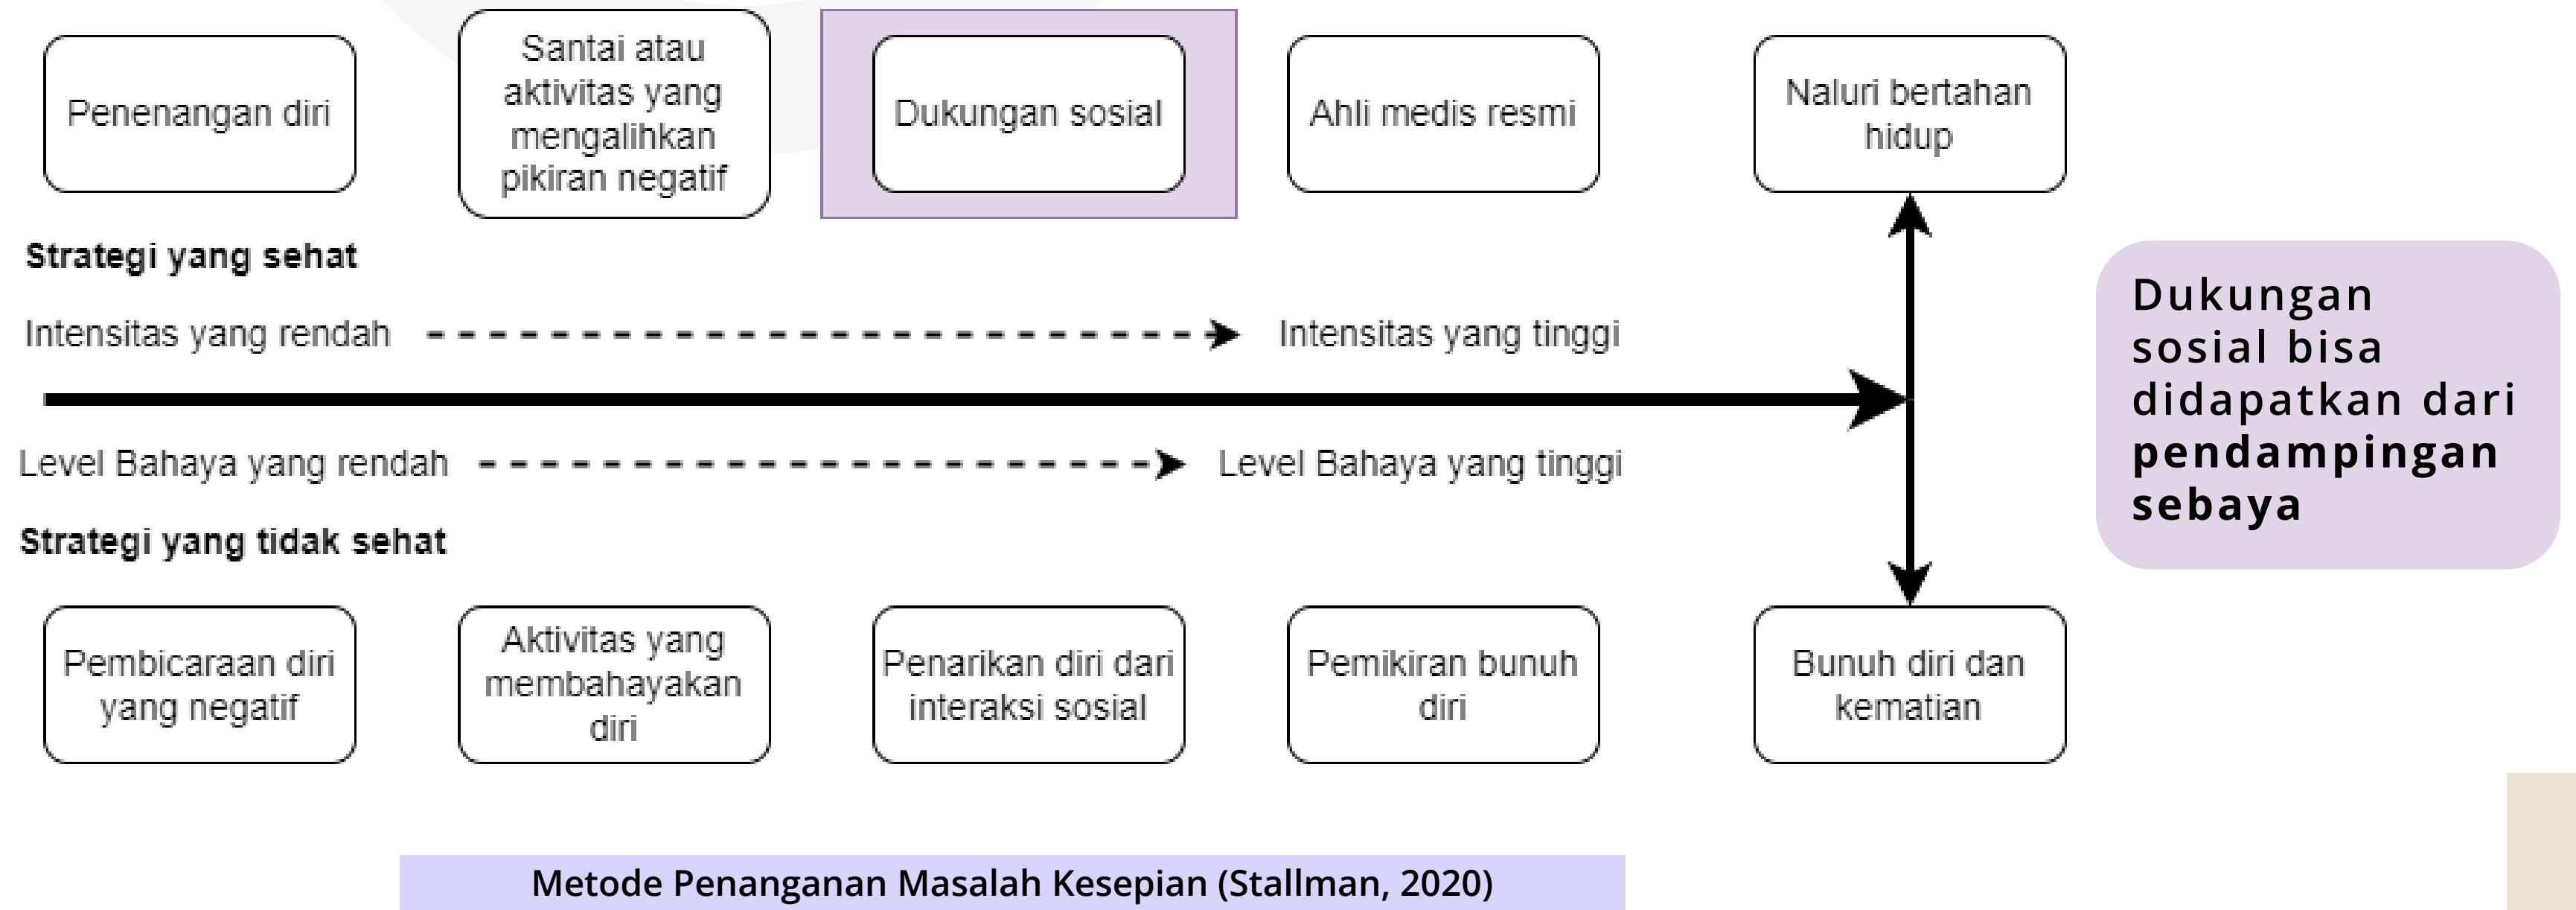 Penenangan diri
Santai atau
aktivitas yang
mengalihkan
pikiran negatif
Dukungan sosial
Ahli medis resmi
Naluri bertahan
hidup
Strategi yang sehat
Intensitas yang rendah
Intensitas yang tinggi
Level Bahaya yang rendah
Level Bahaya yang tinggi
Strategi yang tidak sehat
Pembicaraan diri
yang negatif
Aktivitas yang
membahayakan
diri
Penarikan diri dari
interaksi sosial
Pemikiran bunuh
diri
Bunuh diri dan
kematian
Dukungan
sosial bisa
didapatkan dari
pendampingan
sebaya
Metode Penanganan Masalah Kesepian (Stallman, 2020)